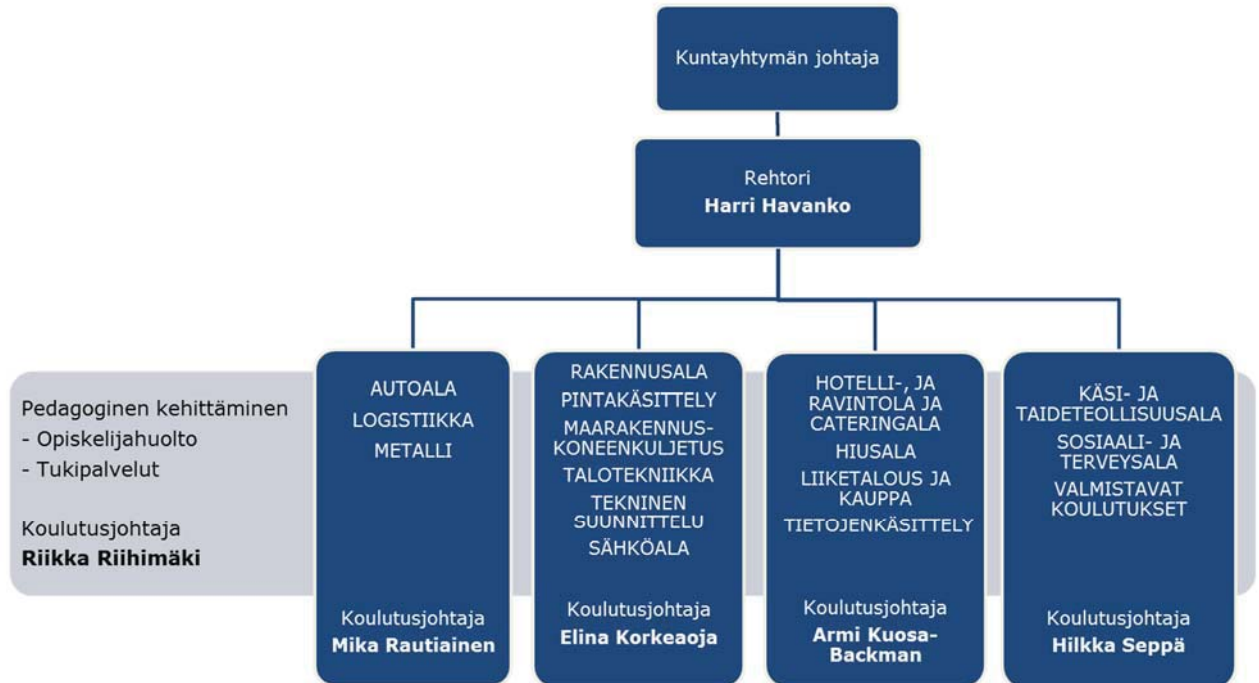 Kuntayhtymän johtaja
Rehtori
Harri Havanko
Pedagoginen kehittäminen
- Opiskelijahuolto
- Tukipalvelut
Koulutusjohtaja
Riikka Riihimäki
AUTOALA
LOGISTIIKKA
METALLI
Koulutusjohtaja
Mika Rautiainen
RAKENNUSALA
PINTAKÄSITTELY
MAARAKENNUS-
KONEENKULJETUS
TALOTEKNIIKKA
TEKNINEN
SUUNNITTELU
SÄHKÖALA
Koulutusjohtaja
Elina Korkeaoja
HOTELLI-, JA
RAVINTOLA JA
CATERINGALA
HIUSALA
LIIKETALOUS JA
KAUPPA
TIETOJENKÄSITTELY
Koulutusjohtaja
Armi Kuosa-
Backman
KÄSI- JA
TAIDETEOLLISUUSALA
SOSIAALI- JA
TERVEYSALA
VALMISTAVAT
KOULUTUKSET
Koulutusjohtaja
Hilkka Seppä